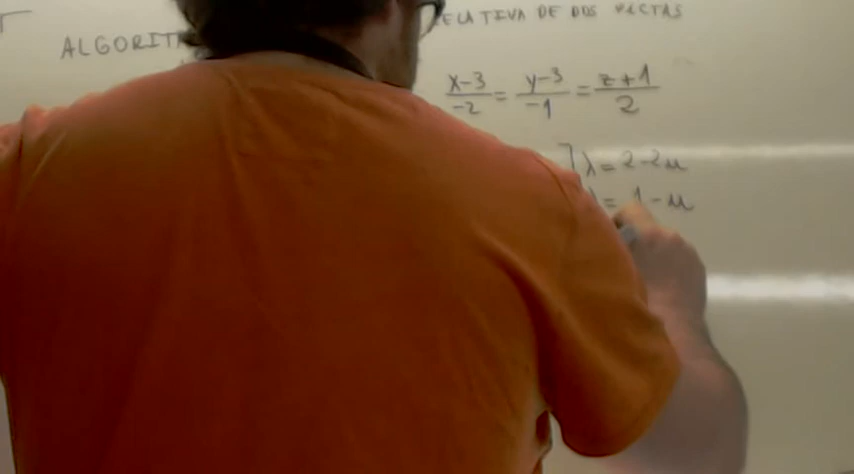 ELATIVA DE DOS RECTAS
ALGORIT
x-3/-2 = y-3/-1 = z+1/2
λ = 2-2μ
= 1-μ